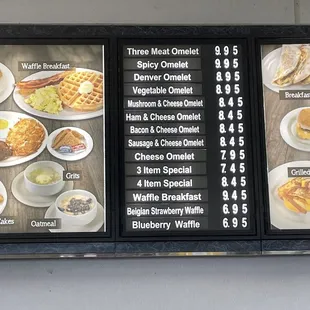 Waffle Breakfast
Grits
Oatmeal
Three Meat Omelet 9.95
Spicy Omelet 8.95
Denver Omelet 8.95
Vegetable Omelet 8.95
Mushroom & Cheese Omelet 8.45
Ham & Cheese Omelet 8.45
Bacon & Cheese Omelet 8.45
Sausage & Cheese Omelet 8.45
Cheese Omelet 7.95
3 Item Special 7.45
4 Item Special 8.45
Waffle Breakfast 9.45
Belgian Strawberry Waffle 6.95
Blueberry Waffle 6.95
Breakfast
Grilled